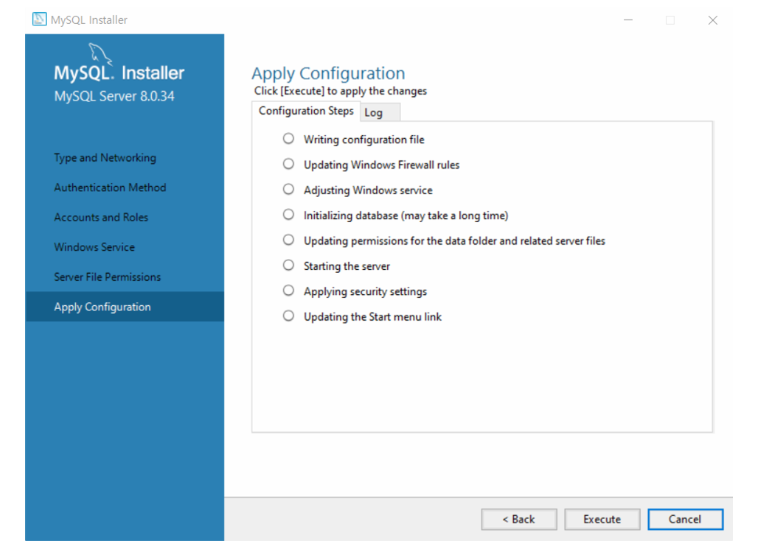 MySQL Installer
MySQL. Installer
MySQL Server 8.0.34
Type and Networking
Authentication Method
Accounts and Roles
Windows Service
Server File Permissions
Apply Configuration
Apply Configuration
Click [Execute] to apply the changes
Configuration Steps Log
Writing configuration file
Updating Windows Firewall rules
Adjusting Windows service
Initializing database (may take a long time)
Updating permissions for the data folder and related server files
Starting the server
Applying security settings
Updating the Start menu link
< Back Execute Cancel